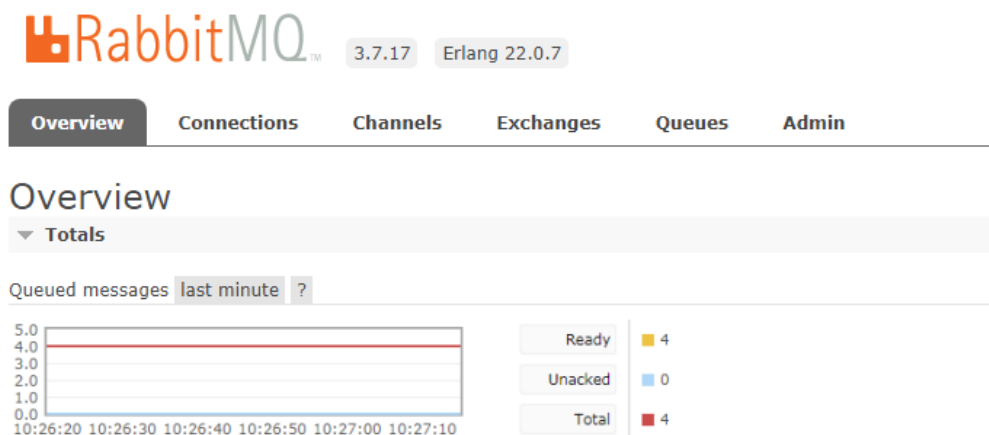 RabbitMQ TM 3.7.17 Erlang 22.0.7
Overview Connections Channels Exchanges Queues Admin
Overview
Totals
Queued messages last minute ?
5.0
4.0
3.0
2.0
1.0
0.0
10:26:20 10:26:30 10:26:40 10:26:50 10:27:00 10:27:10
Ready 4
Unacked 0
Total 4